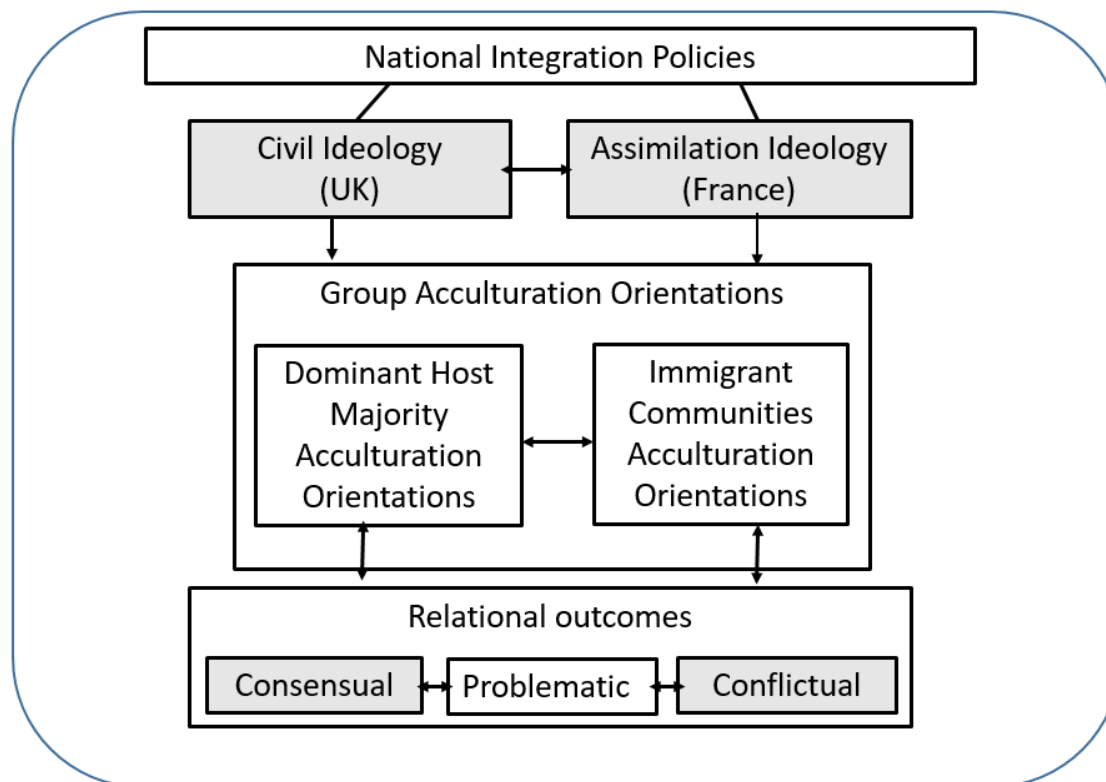 National Integration Policies
Civil Ideology
(UK)
Assimilation Ideology
(France)
Group Acculturation Orientations
Dominant Host
Majority
Acculturation
Orientations
Immigrant
Communities
Acculturation
Orientations
Relational outcomes
Consensual
Problematic
Conflictual